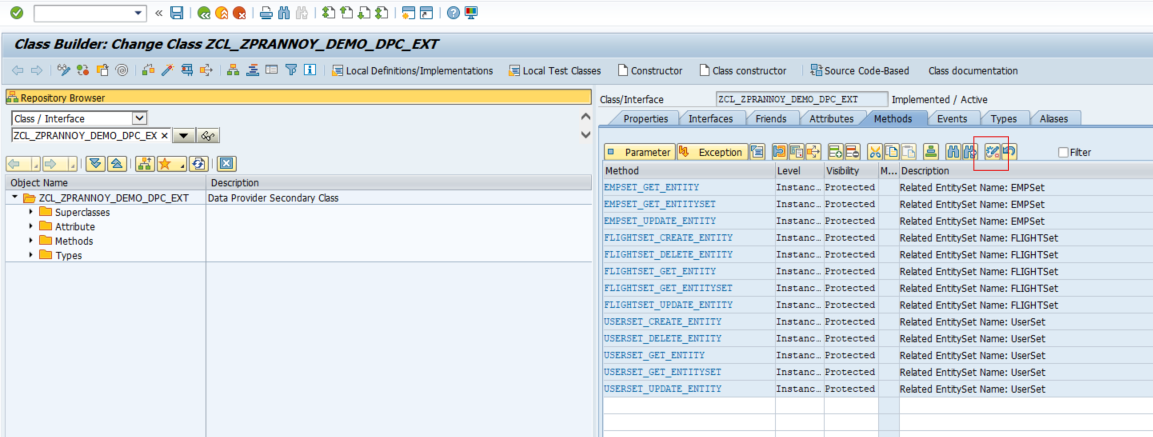 Class Builder: Change Class ZCL_ZPRANNOY_DEMO_DPC_EXT
Local Definitions/Implementations Local Test Classes Constructor Class constructor Source Code-Based Class documentation
Repository Browser
Class / Interface
ZCL_ZPRANNOY_DEMO_DPC_EX
Object Name Description
ZCL_ZPRANNOY_DEMO_DPC_EXT Data Provider Secondary Class
Superclasses
Attribute
Methods
Types
Class/Interface ZCL_ZPRANNOY_DEMO_DPC_EXT Implemented / Active
Properties Interfaces Friends Attributes Methods Events Types Aliases
Parameter Exception Filter
Method Level Visibility M... Description
EMPSET_GET_ENTITY Instanc… Protected Related EntitySet Name: EMPSet
EMPSET_GET_ENTITYSET Instanc… Protected Related EntitySet Name: EMPSet
EMPSET_UPDATE_ENTITY Instanc… Protected Related EntitySet Name: EMPSet
FLIGHTSET_CREATE_ENTITY Instanc… Protected Related EntitySet Name: FLIGHTSet
FLIGHTSET_DELETE_ENTITY Instanc… Protected Related EntitySet Name: FLIGHTSet
FLIGHTSET_GET_ENTITY Instanc… Protected Related EntitySet Name: FLIGHTSet
FLIGHTSET_GET_ENTITYSET Instanc… Protected Related EntitySet Name: FLIGHTSet
FLIGHTSET_UPDATE_ENTITY Instanc… Protected Related EntitySet Name: FLIGHTSet
USERSET_CREATE_ENTITY Instanc… Protected Related EntitySet Name: UserSet
USERSET_DELETE_ENTITY Instanc… Protected Related EntitySet Name: UserSet
USERSET_GET_ENTITY Instanc… Protected Related EntitySet Name: UserSet
USERSET_GET_ENTITYSET Instanc… Protected Related EntitySet Name: UserSet
USERSET_UPDATE_ENTITY Instanc… Protected Related EntitySet Name: UserSet